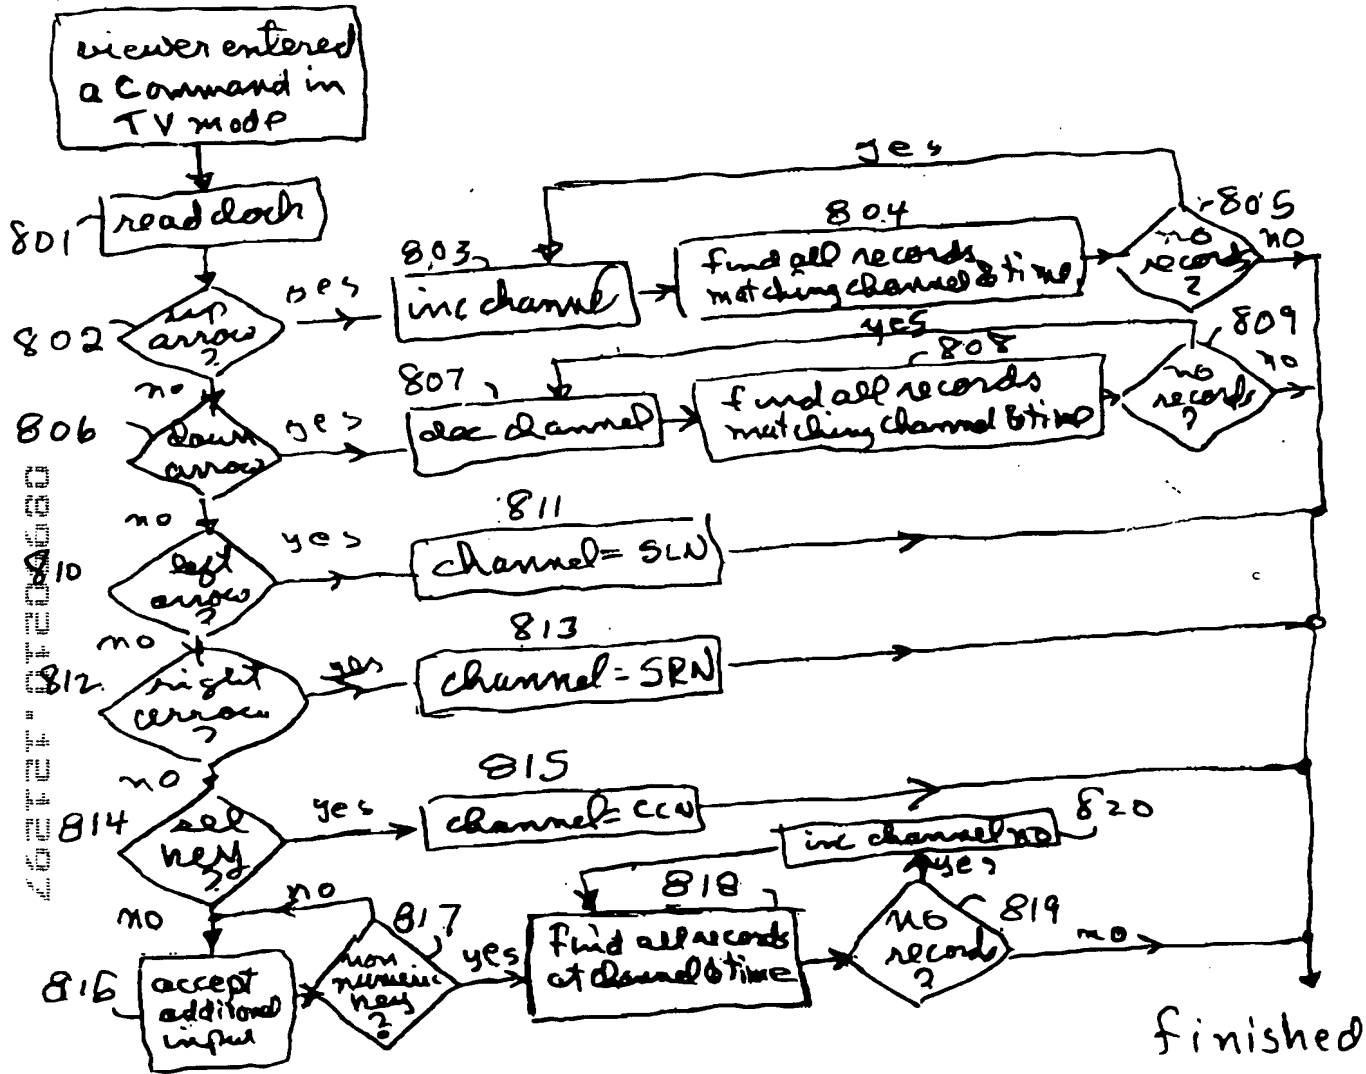 viewer entered
a Command in
TV mode
801
read clock
802
up
arrow
?
yes
803
inc channel
804
find all records
matching channel & time
805
no
records
?
yes
no
no
806
down
arrow
yes
807
dec channel
808
find all records
matching channel & time
809
no
records
?
yes
no
no
810
left
arrow
?
yes
811
channel = SLN
no
812
right
arrow
?
yes
813
channel = SRN
no
814
sel
key
?
yes
815
channel = CCN
no
816
accept
additional
input
817
non
numeric
key
?
no
yes
818
find all records
at channel & time
819
no
records
?
yes
820
inc channel no
no
finished